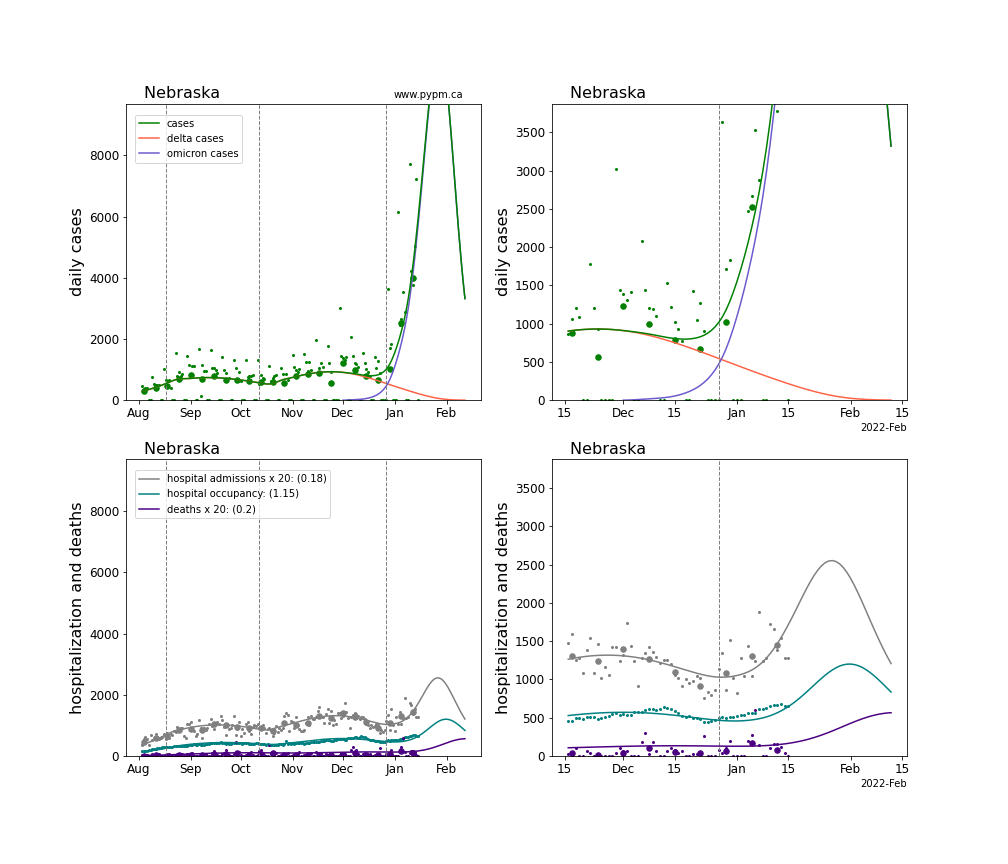 Nebraska
www.pypm.ca
cases
delta cases
omicron cases
daily cases
8000
6000
4000
2000
0
Aug Sep Oct Nov Dec Jan Feb
Nebraska
daily cases
3500
3000
2500
2000
1500
1000
500
0
15 Dec 15 Jan 15 Feb 15
2022-Feb
Nebraska
hospital admissions x 20: (0.18)
hospital occupancy: (1.15)
deaths x 20: (0.2)
hospitalization and deaths
8000
6000
4000
2000
0
Aug Sep Oct Nov Dec Jan Feb
Nebraska
hospitalization and deaths
3500
3000
2500
2000
1500
1000
500
0
15 Dec 15 Jan 15 Feb 15
2022-Feb